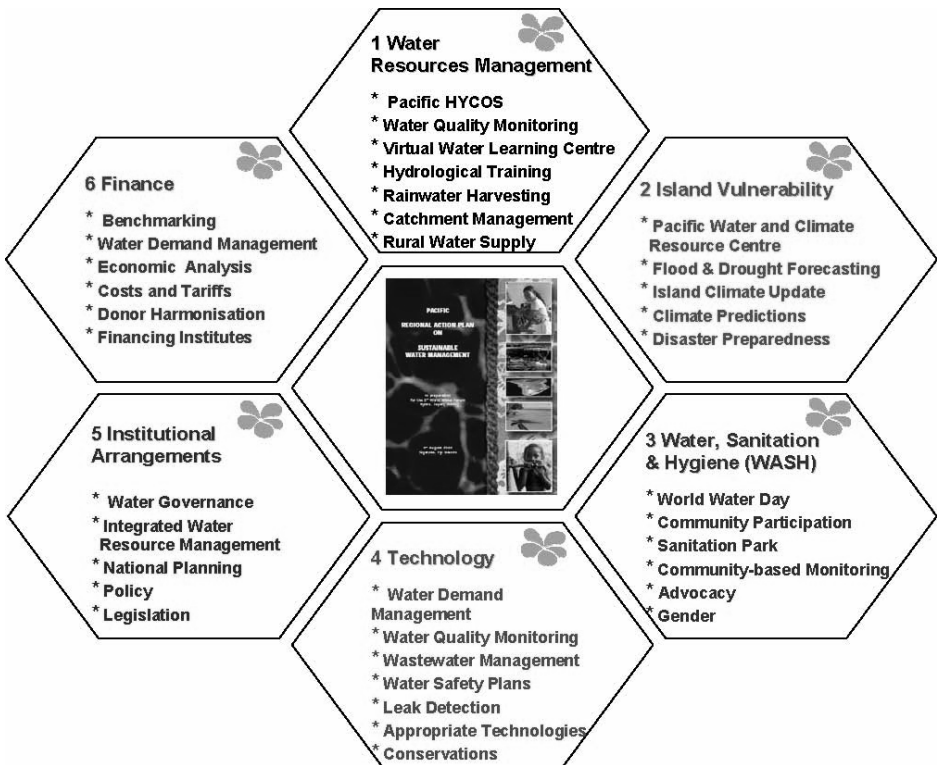 1 Water
Resources Management
* Pacific HYCOS
* Water Quality Monitoring
* Virtual Water Learning Centre
* Hydrological Training
* Rainwater Harvesting
* Catchment Management
* Rural Water Supply
2 Island Vulnerability
* Pacific Water and Climate
Resource Centre
* Flood & Drought Forecasting
* Island Climate Update
* Climate Predictions
* Disaster Preparedness
3 Water, Sanitation
& Hygiene (WASH)
* World Water Day
* Community Participation
* Sanitation Park
* Community-based Monitoring
* Advocacy
* Gender
4 Technology
* Water Demand
Management
* Water Quality Monitoring
* Wastewater Management
* Water Safety Plans
* Leak Detection
* Appropriate Technologies
* Conservations
5 Institutional
Arrangements
* Water Governance
* Integrated Water
Resource Management
* National Planning
* Policy
* Legislation
6 Finance
* Benchmarking
* Water Demand Management
* Economic Analysis
* Costs and Tariffs
* Donor Harmonisation
* Financing Institutes
PACIFIC
REGIONAL ACTION PLAN
ON
SUSTAINABLE
WATER MANAGEMENT